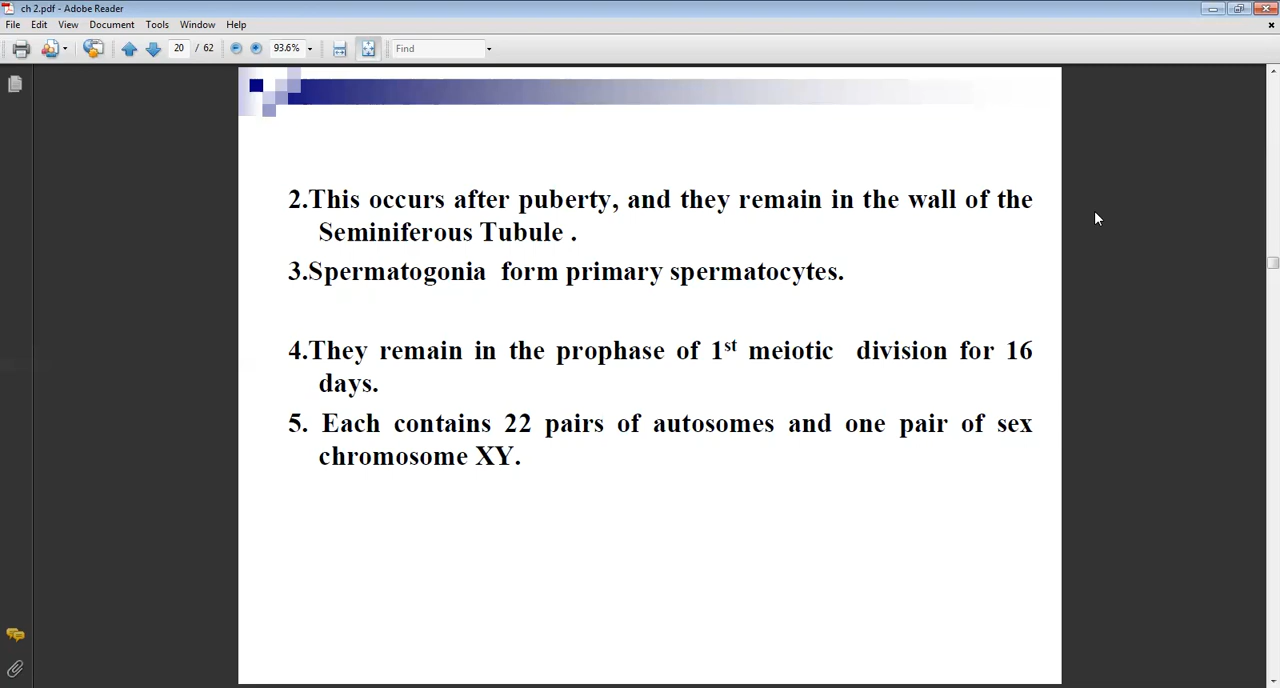 ch 2.pdf - Adobe Reader
File Edit View Document Tools Window Help
20 / 62 93.6% Find
2.This occurs after puberty, and they remain in the wall of the
Seminiferous Tubule .
3.Spermatogonia form primary spermatocytes.
4.They remain in the prophase of 1st meiotic division for 16
days.
5. Each contains 22 pairs of autosomes and one pair of sex
chromosome XY.